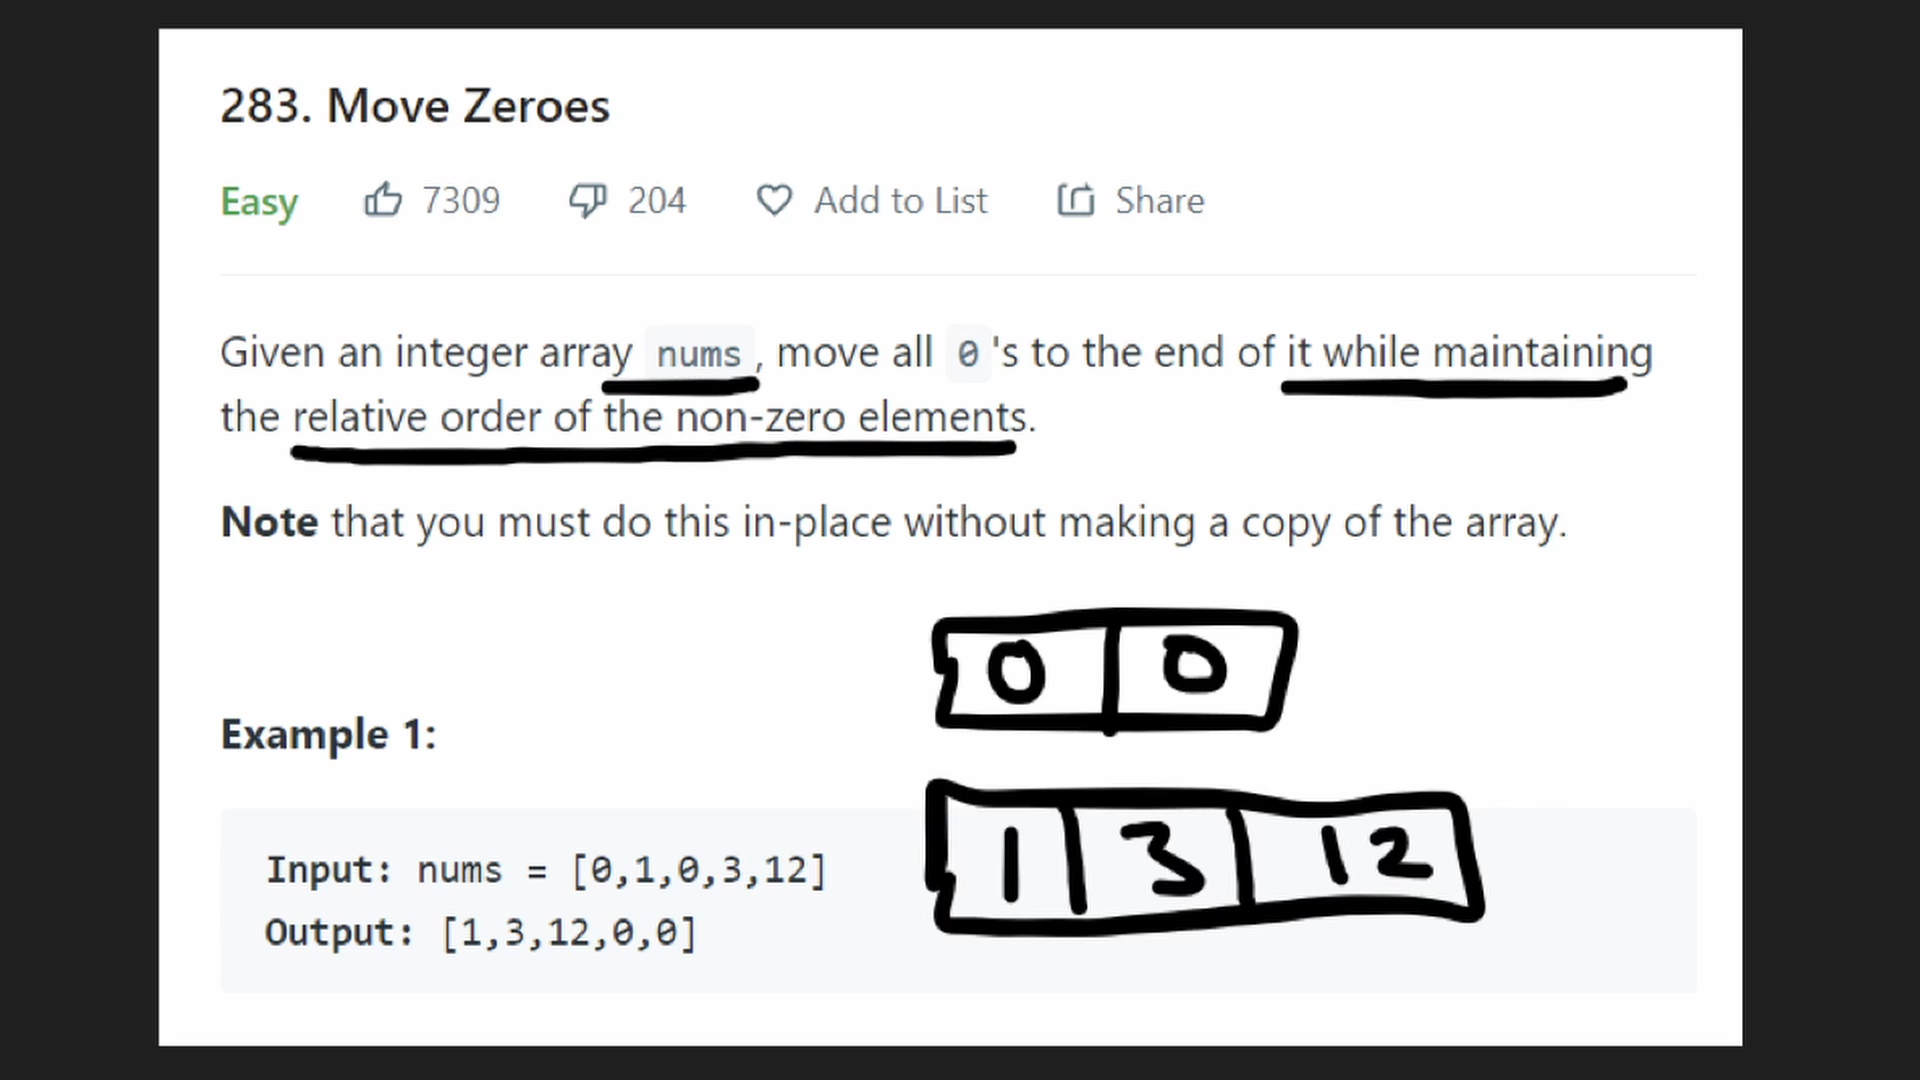 283. Move Zeroes
Easy 7309 204 Add to List Share
Given an integer array nums, move all 0's to the end of it while maintaining
the relative order of the non-zero elements.
Note that you must do this in-place without making a copy of the array.
0 0
Example 1:
1 3 12
Input: nums = [0,1,0,3,12]
Output: [1,3,12,0,0]